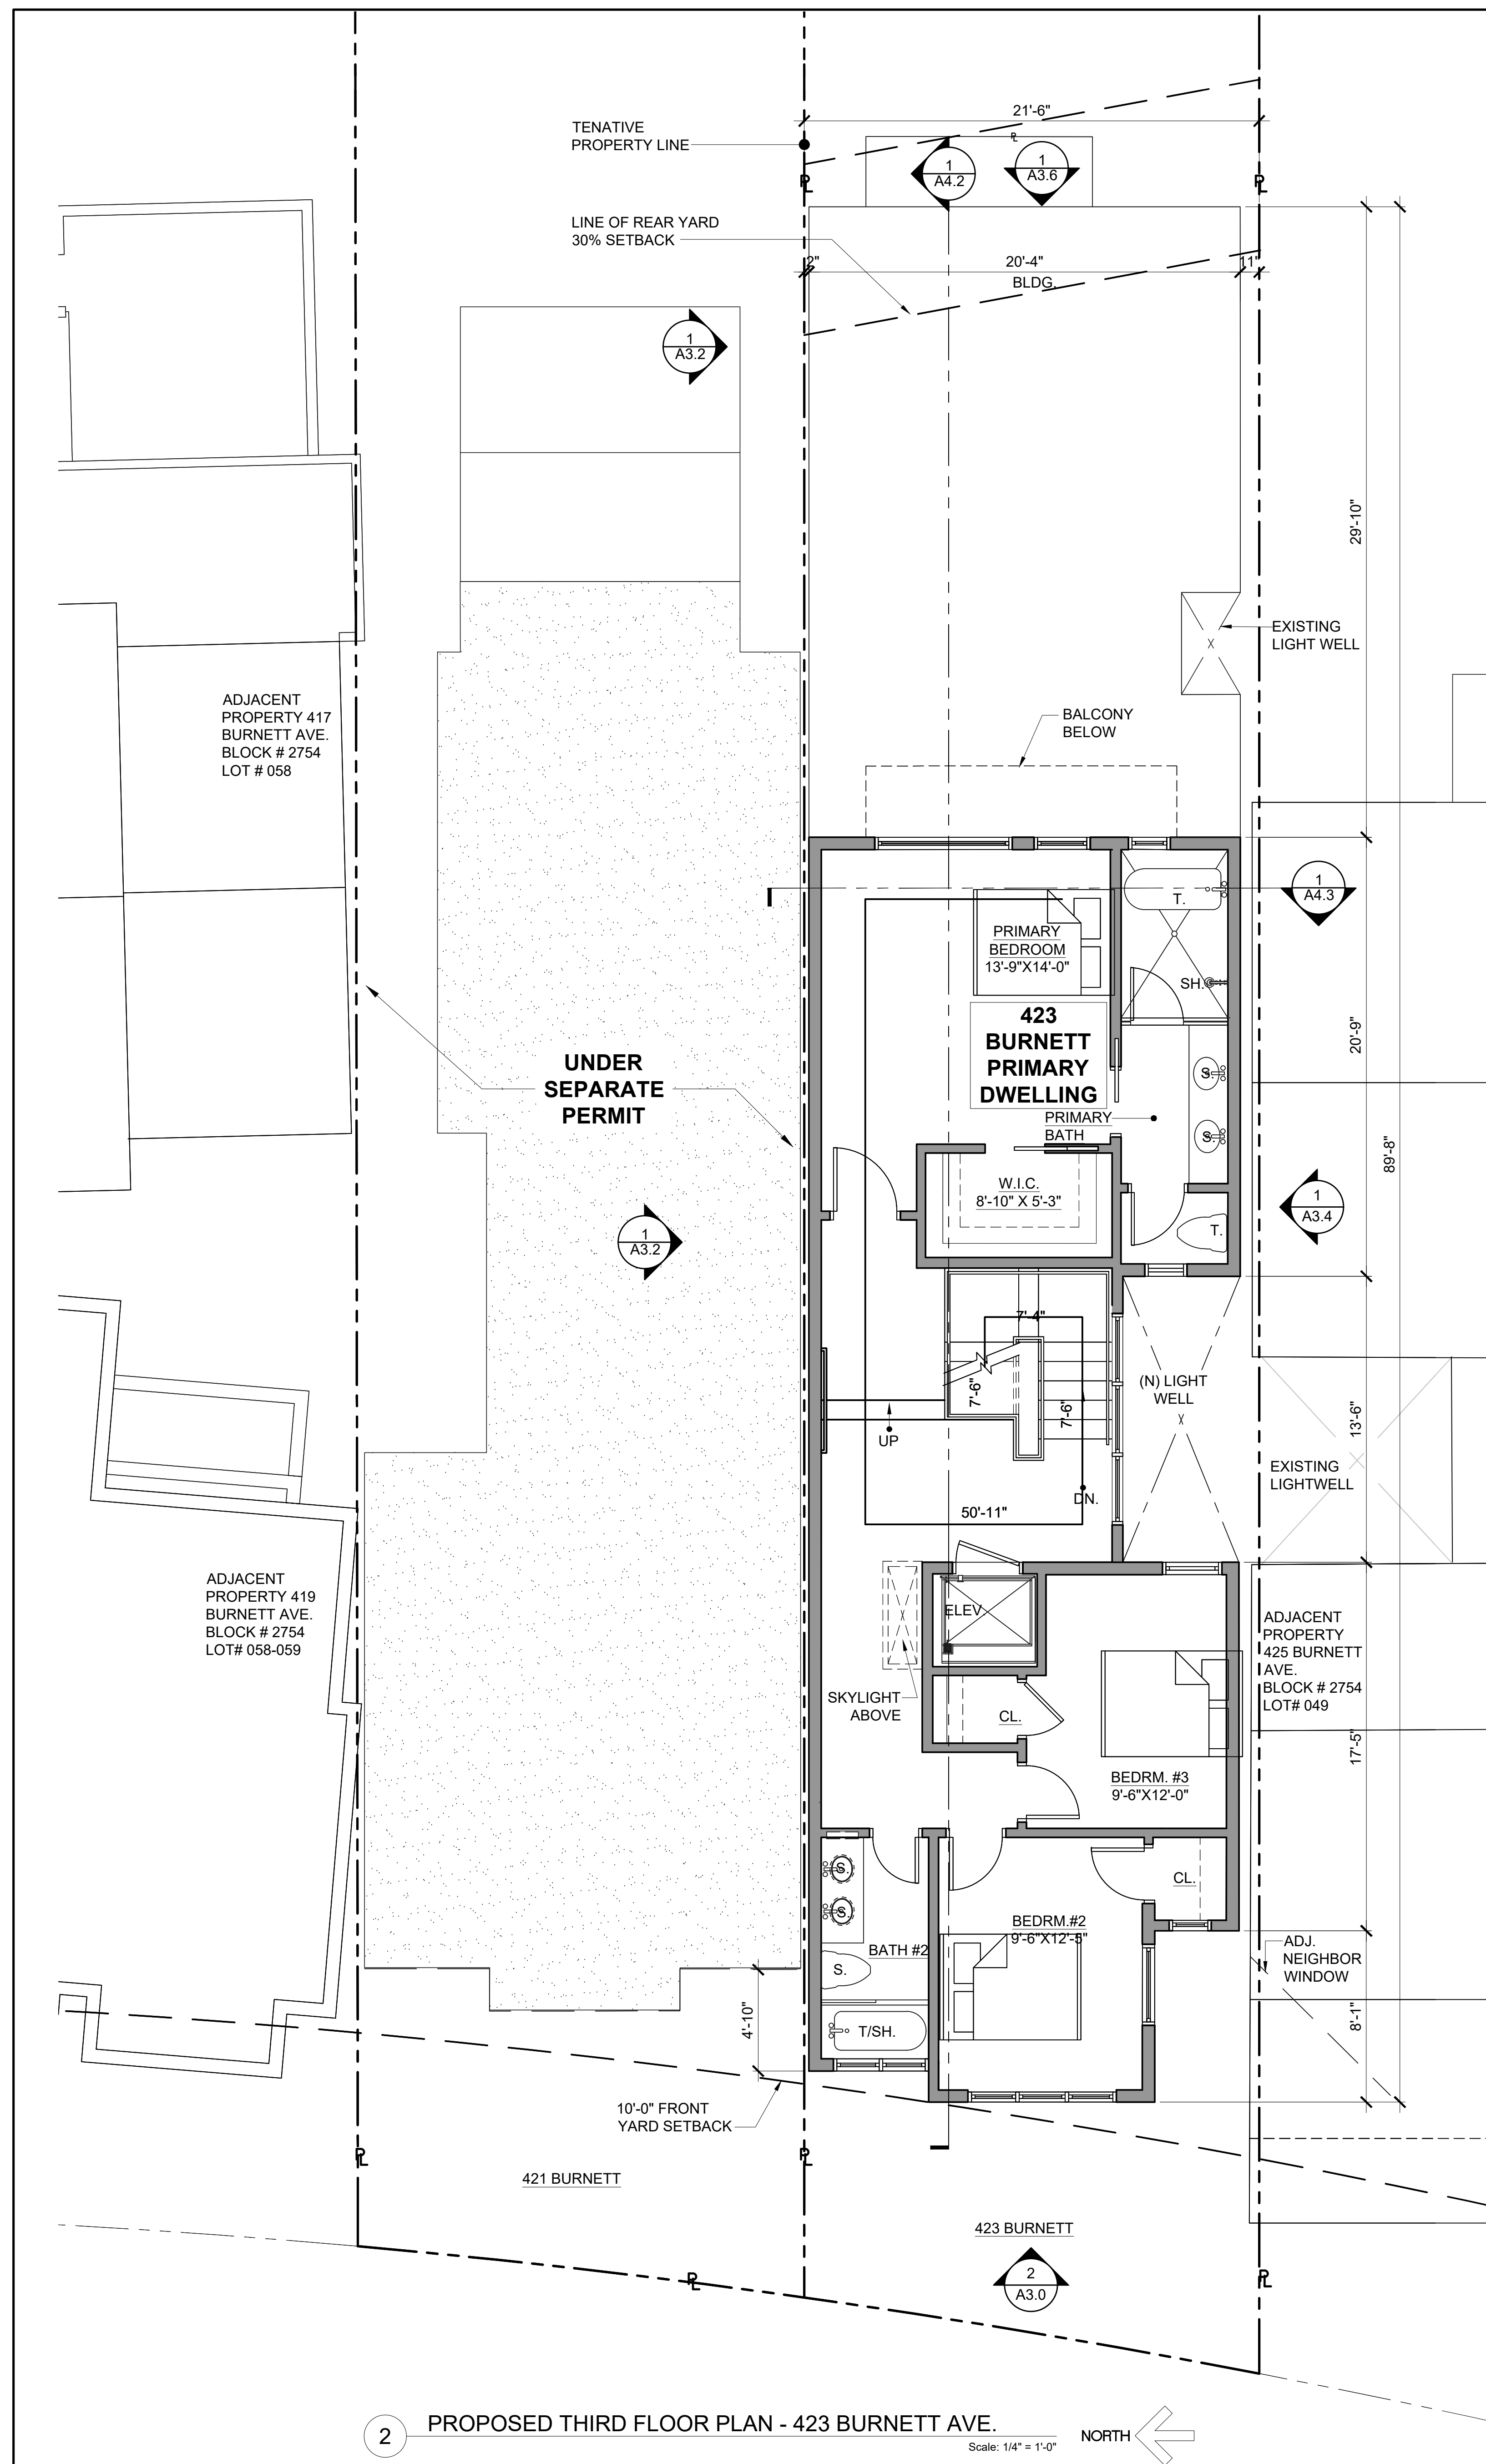 21'-6"
TENATIVE
PROPERTY LINE
1
A4.2
1
A3.6
LINE OF REAR YARD
30% SETBACK
2"
20'-4"
11"
BLDG.
1
A3.2
29'-10"
EXISTING
LIGHT WELL
ADJACENT
PROPERTY 417
BURNETT AVE.
BLOCK # 2754
LOT # 058
BALCONY
BELOW
1
A4.3
T.
PRIMARY
BEDROOM
13'-9"X14'-0"
SH.
423
BURNETT
PRIMARY
DWELLING
20'-9"
UNDER
SEPARATE
PERMIT
S.
PRIMARY
BATH
S.
89'-8"
W.I.C.
8'-10" X 5'-3"
1
A3.4
T.
1
A3.2
7'-4"
7'-6"
7'-6"
(N) LIGHT
WELL
13'-6"
UP
DN.
EXISTING
LIGHTWELL
50'-11"
ADJACENT
PROPERTY 419
BURNETT AVE.
BLOCK # 2754
LOT# 058-059
ELEV
ADJACENT
PROPERTY
425 BURNETT
AVE.
BLOCK # 2754
LOT# 049
SKYLIGHT
ABOVE
CL.
17'-5"
BEDRM. #3
9'-6"X12'-0"
S.
CL.
S.
BEDRM.#2
9'-6"X12'-5"
BATH #2
S.
ADJ.
NEIGHBOR
WINDOW
4'-10"
T/SH.
8'-1"
10'-0" FRONT
YARD SETBACK
421 BURNETT
423 BURNETT
2
A3.0
2
PROPOSED THIRD FLOOR PLAN - 423 BURNETT AVE.
Scale: 1/4" = 1'-0"
NORTH